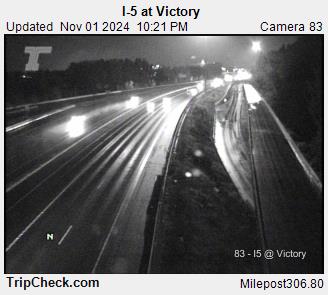 I-5 at Victory
Updated Nov 01 2024 10:21 PM Camera 83
T
N
83 - I5 @ Victory
TripCheck.com Milepost306.80